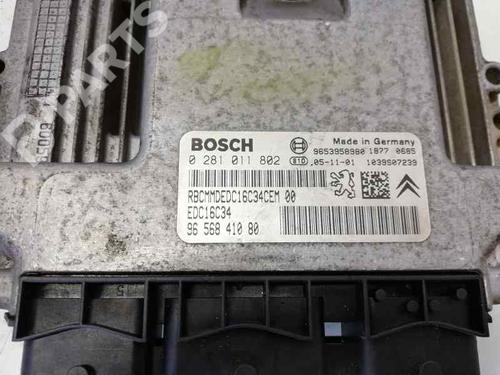 B-PARTS
BOSCH
0 281 011 802
Made in Germany
9653958980 1877 0685
010 05-11-01 1039S07239
RBCMMDEDC16C34CEM 00
EDC16C34
96 568 410 80